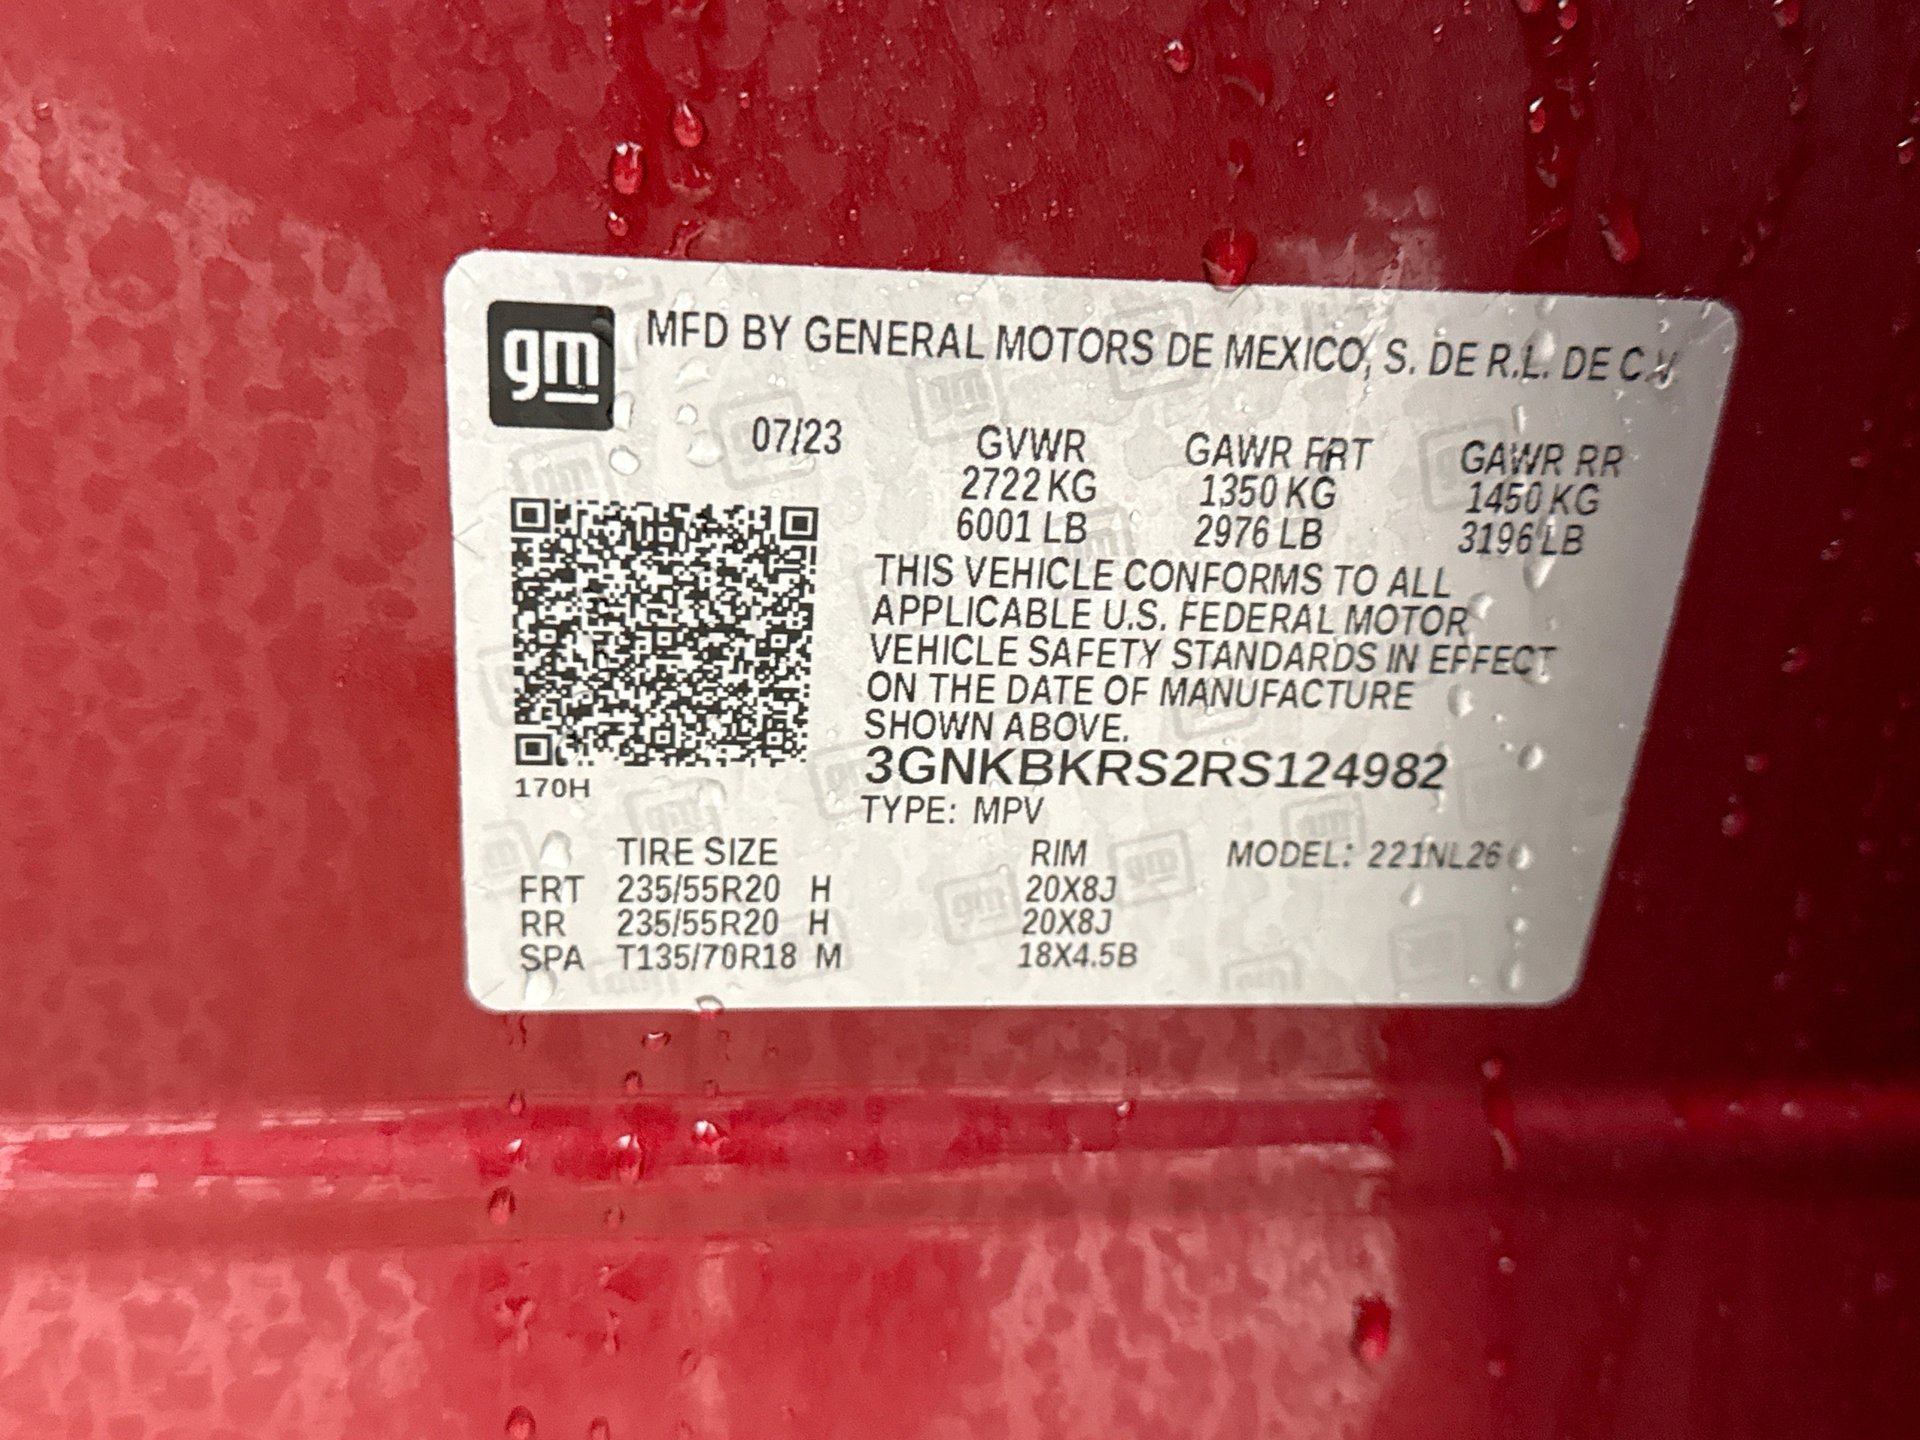 gm MFD BY GENERAL MOTORS DE MEXICO, S. DE R.L. DE C.V
07/23 GVWR GAWR FRT GAWR RR
2722 KG 1350 KG 1450 KG
6001 LB 2976 LB 3196 LB
THIS VEHICLE CONFORMS TO ALL
APPLICABLE U.S. FEDERAL MOTOR
VEHICLE SAFETY STANDARDS IN EFFECT
ON THE DATE OF MANUFACTURE
SHOWN ABOVE.
3GNKBKRS2RS124982
170H
TYPE: MPV
TIRE SIZE RIM MODEL: 221NL26
FRT 235/55R20 H 20X8J
RR 235/55R20 H 20X8J
SPA T135/70R18 M 18X4.5B